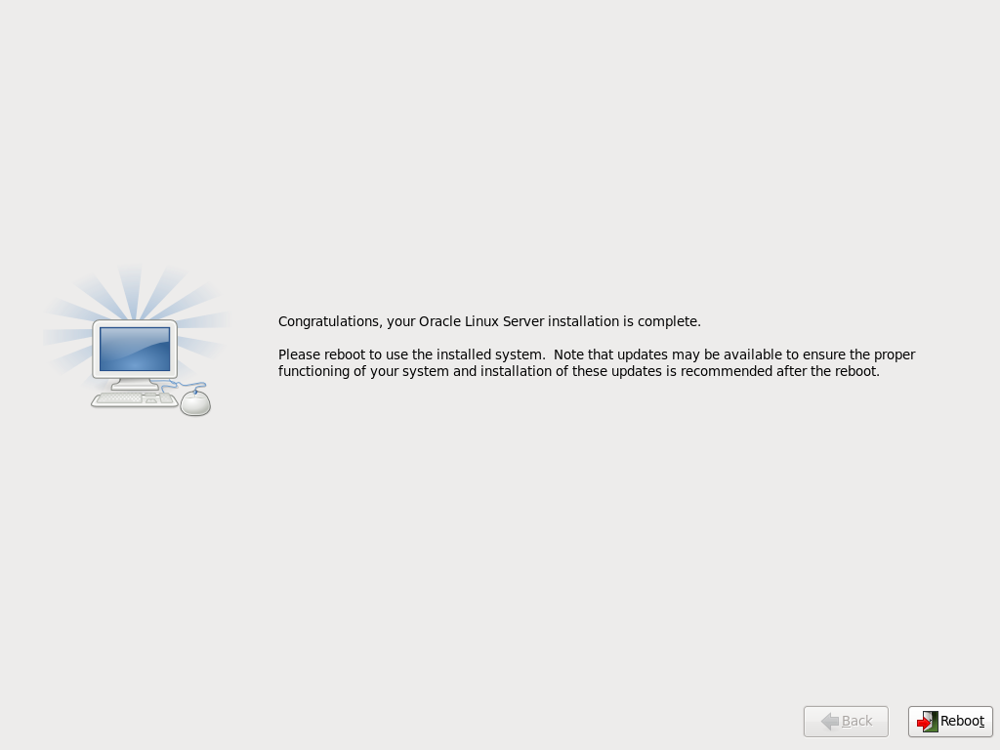 Congratulations, your Oracle Linux Server installation is complete.
Please reboot to use the installed system.  Note that updates may be available to ensure the proper
functioning of your system and installation of these updates is recommended after the reboot.
Back
Reboot